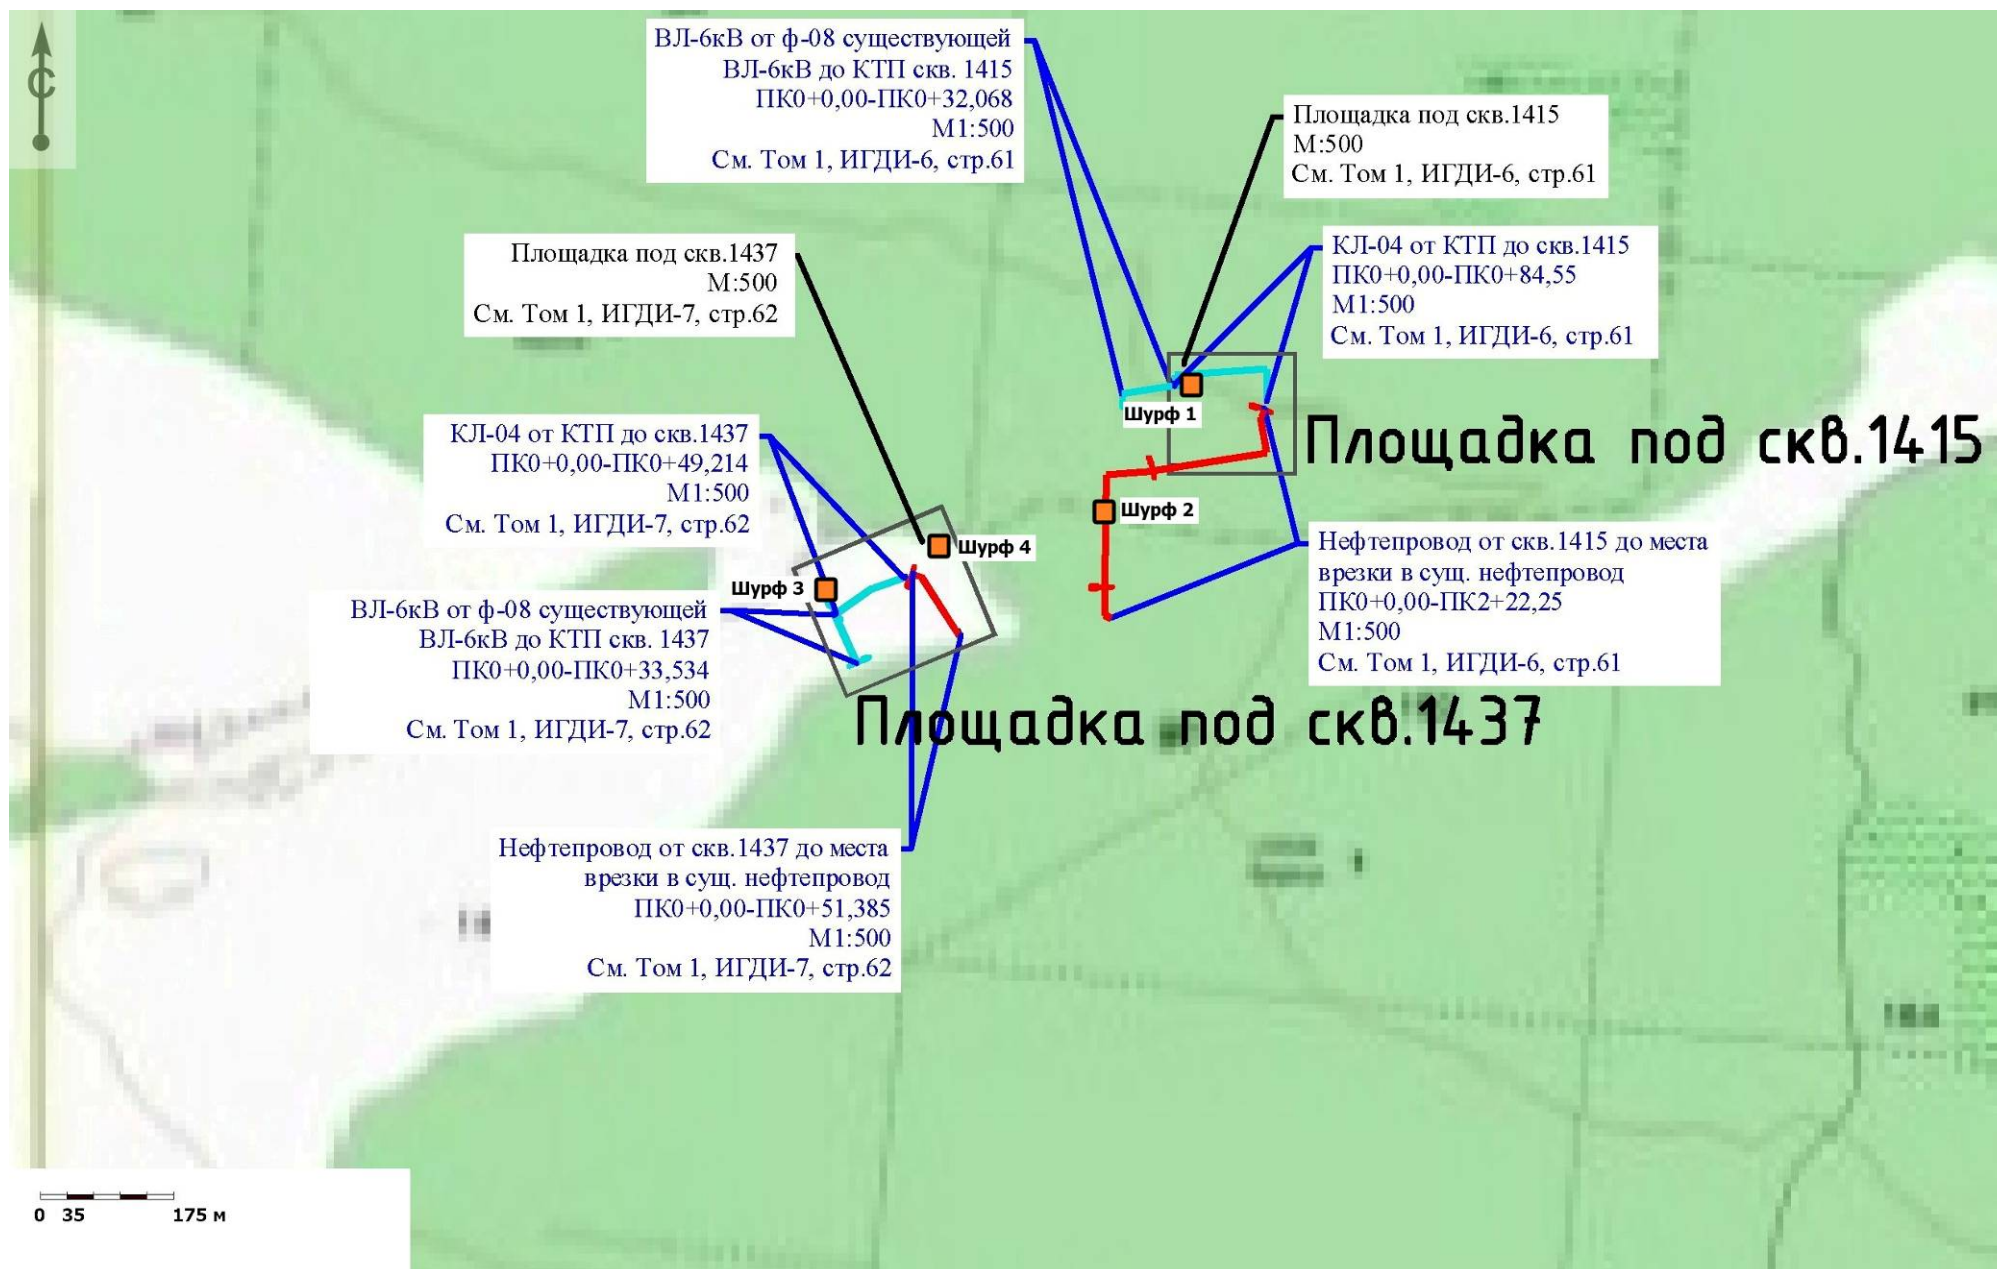 С
ВЛ-6кВ от ф-08 существующей
ВЛ-6кВ до КТП скв. 1415
ПК0+0,00-ПК0+32,068
М1:500
См. Том 1, ИГДИ-6, стр.61
Площадка под скв.1415
М:500
См. Том 1, ИГДИ-6, стр.61
Площадка под скв.1437
М:500
См. Том 1, ИГДИ-7, стр.62
КЛ-04 от КТП до скв.1415
ПК0+0,00-ПК0+84,55
М1:500
См. Том 1, ИГДИ-6, стр.61
Шурф 1
Площадка под скв.1415
КЛ-04 от КТП до скв.1437
ПК0+0,00-ПК0+49,214
М1:500
См. Том 1, ИГДИ-7, стр.62
Шурф 2
Шурф 4
Шурф 3
Нефтепровод от скв.1415 до места
врезки в сущ. нефтепровод
ПК0+0,00-ПК2+22,25
М1:500
См. Том 1, ИГДИ-6, стр.61
ВЛ-6кВ от ф-08 существующей
ВЛ-6кВ до КТП скв. 1437
ПК0+0,00-ПК0+33,534
М1:500
См. Том 1, ИГДИ-7, стр.62
Площадка под скв.1437
Нефтепровод от скв.1437 до места
врезки в сущ. нефтепровод
ПК0+0,00-ПК0+51,385
М1:500
См. Том 1, ИГДИ-7, стр.62
0 35 175 м